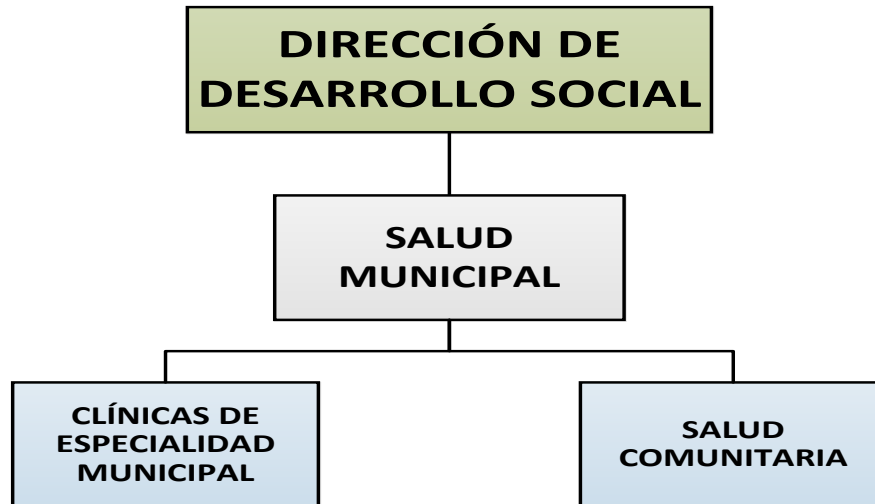 DIRECCIÓN DE
DESARROLLO SOCIAL
SALUD
MUNICIPAL
CLÍNICAS DE
ESPECIALIDAD
MUNICIPAL
SALUD
COMUNITARIA